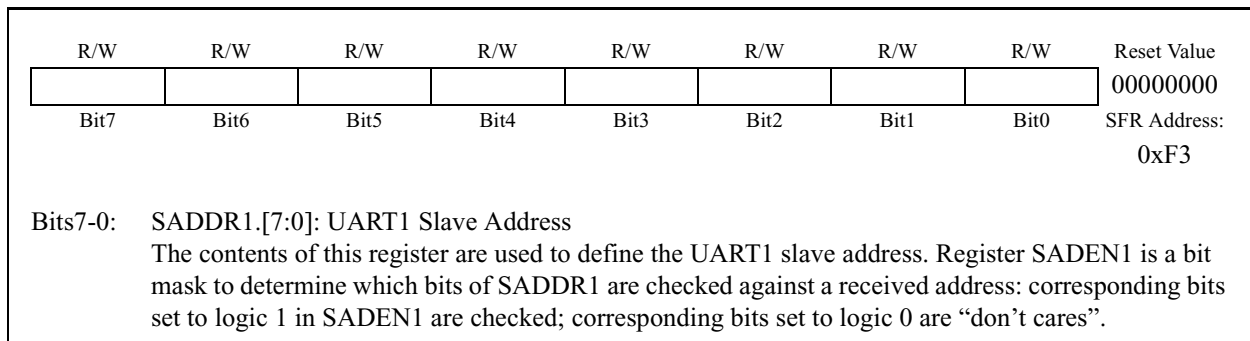 R/W R/W R/W R/W R/W R/W R/W R/W Reset Value
00000000
Bit7 Bit6 Bit5 Bit4 Bit3 Bit2 Bit1 Bit0 SFR Address:
0xF3
Bits7-0: SADDR1.[7:0]: UART1 Slave Address
The contents of this register are used to define the UART1 slave address. Register SADEN1 is a bit
mask to determine which bits of SADDR1 are checked against a received address: corresponding bits
set to logic 1 in SADEN1 are checked; corresponding bits set to logic 0 are “don’t cares”.